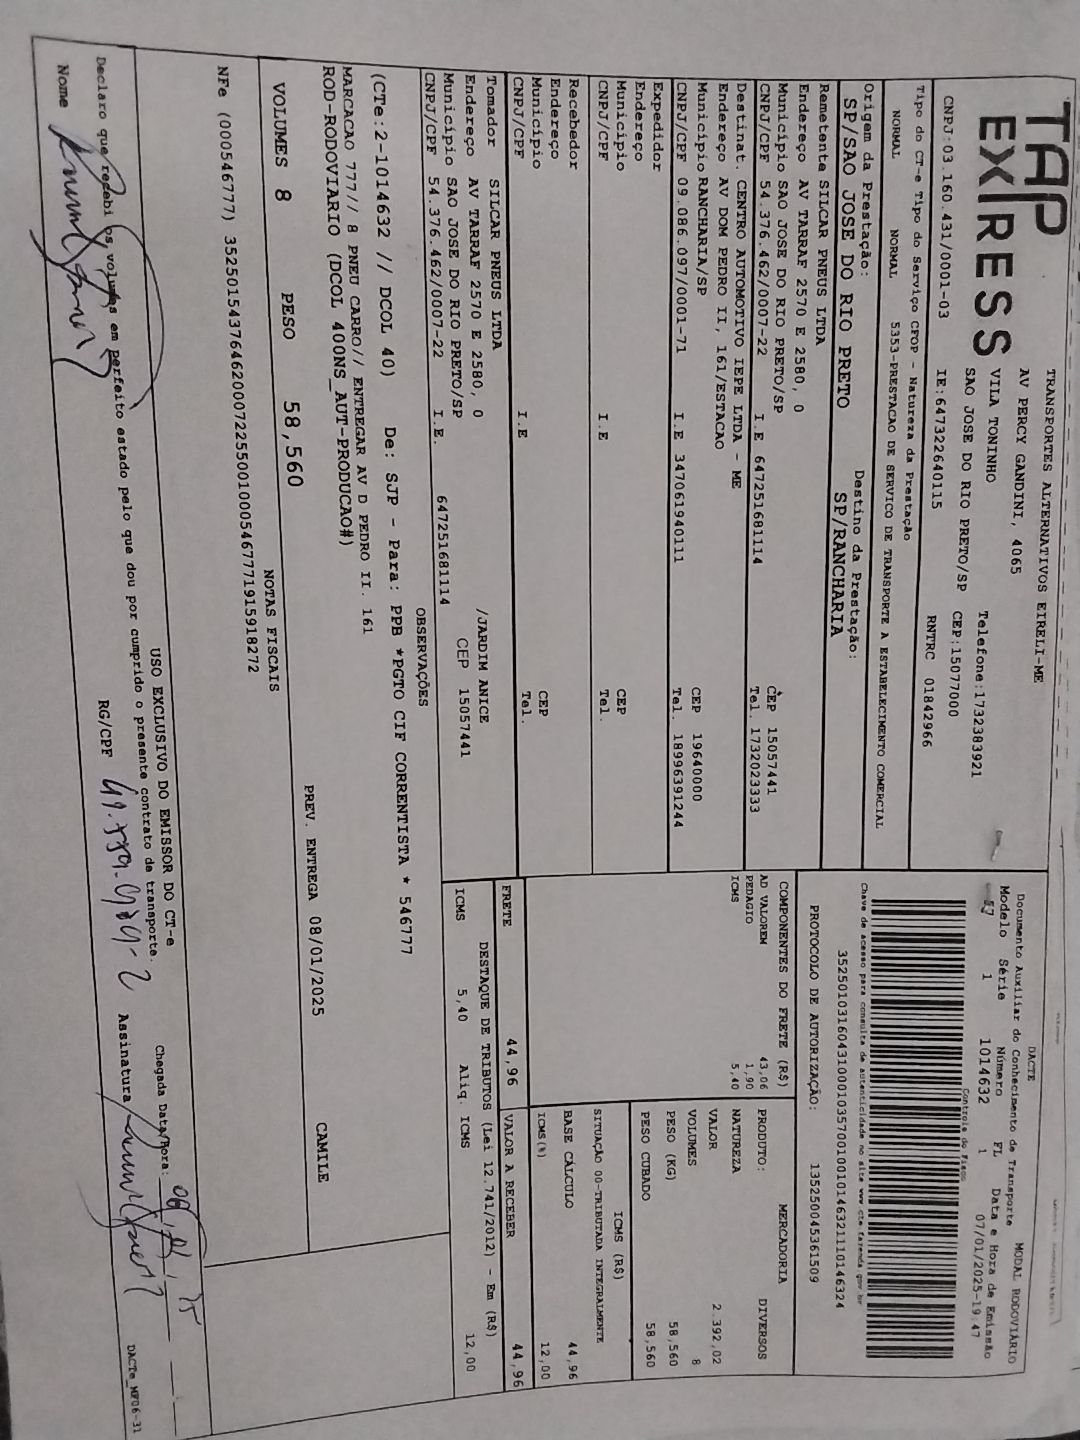 TAP EXPRESS
TRANSPORTES ALTERNATIVOS EIRELI-ME
AV PERCY GANDINI, 4065
VILA TONINHO Telefone:1732383921
SAO JOSE DO RIO PRETO/SP CEP:15077000
CNPJ:03.160.431/0001-03 IE:647322640115 RNTRC 01842966
Tipo do CT-e Tipo do Serviço CFOP - Natureza da Prestação
NORMAL NORMAL 5353-PRESTACAO DE SERVICO DE TRANSPORTE A ESTABELECIMENTO COMERCIAL
Origem da Prestação: Destino da Prestação:
SP/SAO JOSE DO RIO PRETO SP/RANCHARIA
Remetente SILCAR PNEUS LTDA
Endereço AV TARRAF 2570 E 2580, 0
Município SAO JOSE DO RIO PRETO/SP CEP 15057441
CNPJ/CPF 54.376.462/0007-22 I.E 647251681114 Tel. 1732023333
Destinat. CENTRO AUTOMOTIVO IEPE LTDA - ME
Endereço AV DOM PEDRO II, 161/ESTACAO
Município RANCHARIA/SP CEP 19640000
CNPJ/CPF 09.086.097/0001-71 I.E 347061940111 Tel. 18996391244
Expedidor
Endereço
Município CEP
CNPJ/CPF I.E Tel.
Recebedor
Endereço
Município CEP
CNPJ/CPF I.E Tel.
Tomador SILCAR PNEUS LTDA
Endereço AV TARRAF 2570 E 2580, 0 /JARDIM ANICE
Município SAO JOSE DO RIO PRETO/SP CEP 15057441
CNPJ/CPF 54.376.462/0007-22 I.E. 647251681114
DACTE
Documento Auxiliar do Conhecimento de Transporte MODAL RODOVIÁRIO
Modelo Série Número FL Data e Hora de Emissão
57 1 1014632 1 07/01/2025-19:47
Controle do Fisco
Chave de acesso para consulta de autenticidade no site www.cte.fazenda.gov.br
35250103160431000103570010010146321110146324
PROTOCOLO DE AUTORIZAÇÃO: 135250045361509
COMPONENTES DO FRETE (R$)
AD VALOREM 43,06
PEDAGIO 1,90
ICMS 5,40
MERCADORIA
PRODUTO: DIVERSOS
NATUREZA
VALOR 2.392,02
VOLUMES 8
PESO (KG) 58,560
PESO CUBADO 58,560
ICMS (R$)
SITUAÇÃO 00-TRIBUTADA INTEGRALMENTE
BASE CÁLCULO 44,96
ICMS(%) 12,00
FRETE 44,96 VALOR A RECEBER 44,96
DESTAQUE DE TRIBUTOS (Lei 12.741/2012) - Em (R$)
ICMS 5,40 Aliq. ICMS 12,00
OBSERVAÇÕES
(CTe:2-1014632 // DCOL 40) De: SJP - Para: PPB *PGTO CIF CORRENTISTA * 546777
MARCACAO 777// 8 PNEU CARRO// ENTREGAR AV D PEDRO II. 161
ROD-RODOVIARIO (DCOL 400NS_AUT-PRODUCAO#)
VOLUMES 8 PESO 58,560 PREV. ENTREGA 08/01/2025 CAMILE
NOTAS FISCAIS
NFe (000546777) 35250154376462000722550010005467771915918272
USO EXCLUSIVO DO EMISSOR DO CT-e
Declaro que recebi os volumes em perfeito estado pelo que dou por cumprido o presente contrato de transporte. Chegada Data/Hora:
Nome RG/CPF Assinatura
DACTe_MF06-31